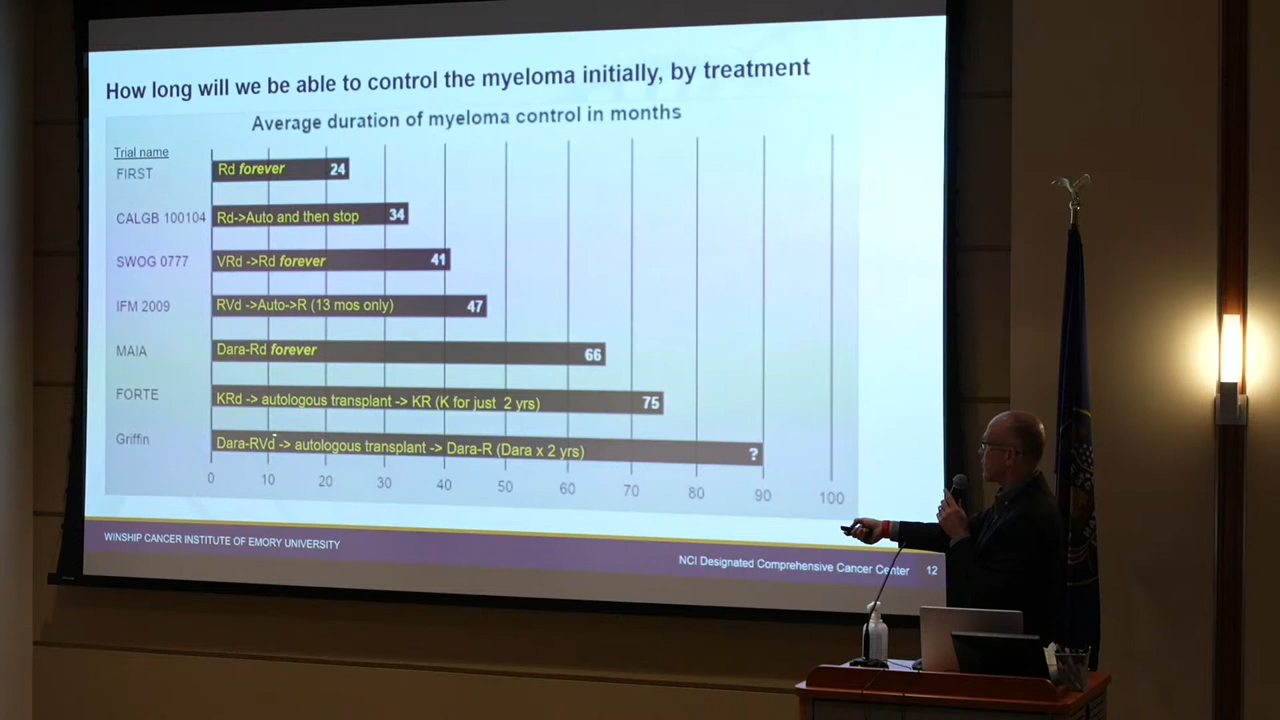 How long will we be able to control the myeloma initially, by treatment
Average duration of myeloma control in months
Trial name
FIRST Rd forever 24
CALGB 100104 Rd->Auto and then stop 34
SWOG 0777 VRd ->Rd forever 41
IFM 2009 RVd ->Auto->R (13 mos only) 47
MAIA Dara-Rd forever 66
FORTE KRd -> autologous transplant -> KR (K for just 2 yrs) 75
Griffin Dara-RVd -> autologous transplant -> Dara-R (Dara x 2 yrs) ?
0 10 20 30 40 50 60 70 80 90 100
WINSHIP CANCER INSTITUTE OF EMORY UNIVERSITY
NCI Designated Comprehensive Cancer Center 12